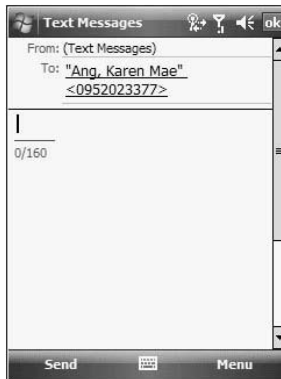 Text Messages
ok
From: (Text Messages)
To: "Ang, Karen Mae"
<0952023377>
0/160
Send
Menu